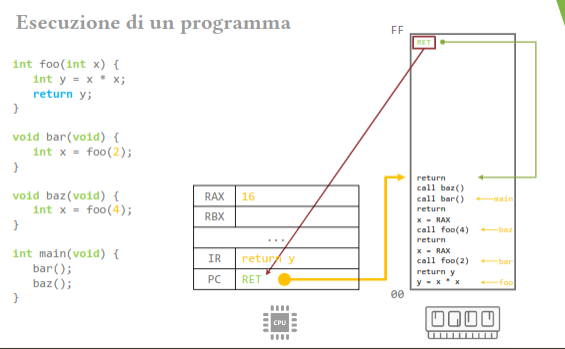 Esecuzione di un programma
int foo(int x) {
int y = x * x;
return y;
}
void bar(void) {
int x = foo(2);
}
void baz(void) {
int x = foo(4);
}
int main(void) {
bar();
baz();
}
RAX 16
RBX
...
IR return y
PC RET
CPU
FF
RET
return
call baz()
call bar() main
return
x = RAX
call foo(4) baz
return
x = RAX
call foo(2) bar
return y
y = x * x foo
00